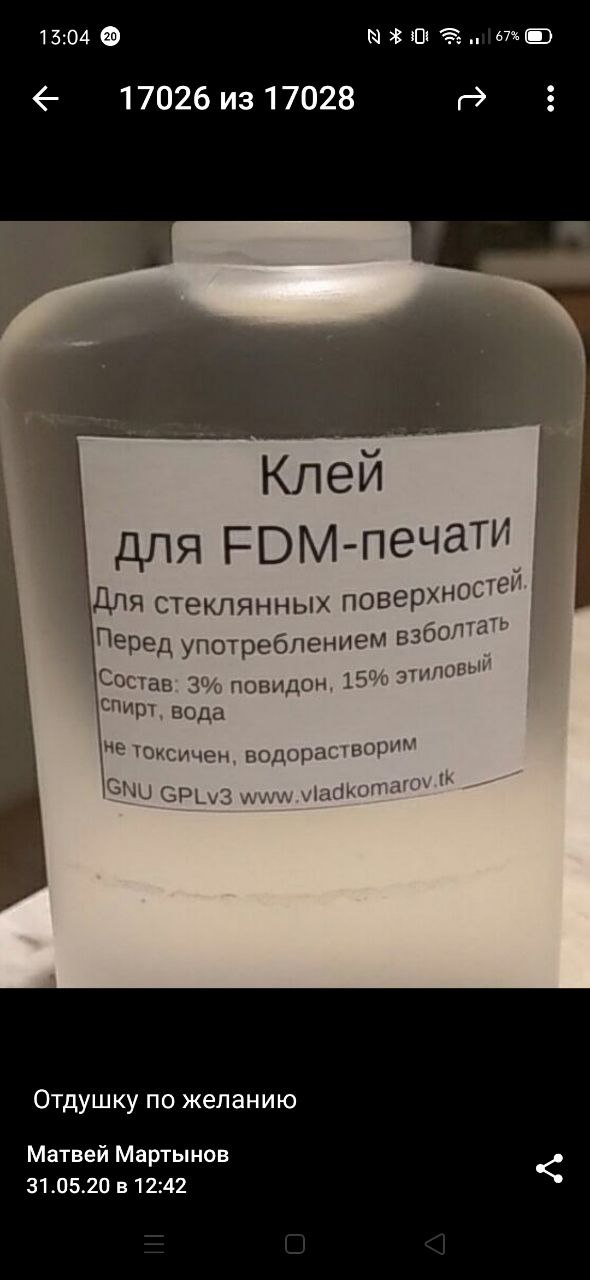 13:04 20 67%
17026 из 17028
Клей
для FDM-печати
Для стеклянных поверхностей.
Перед употреблением взболтать
Состав: 3% повидон, 15% этиловый
спирт, вода
не токсичен, водорастворим
GNU GPLv3 www.vladkomarov.tk
Отдушку по желанию
Матвей Мартынов
31.05.20 в 12:42